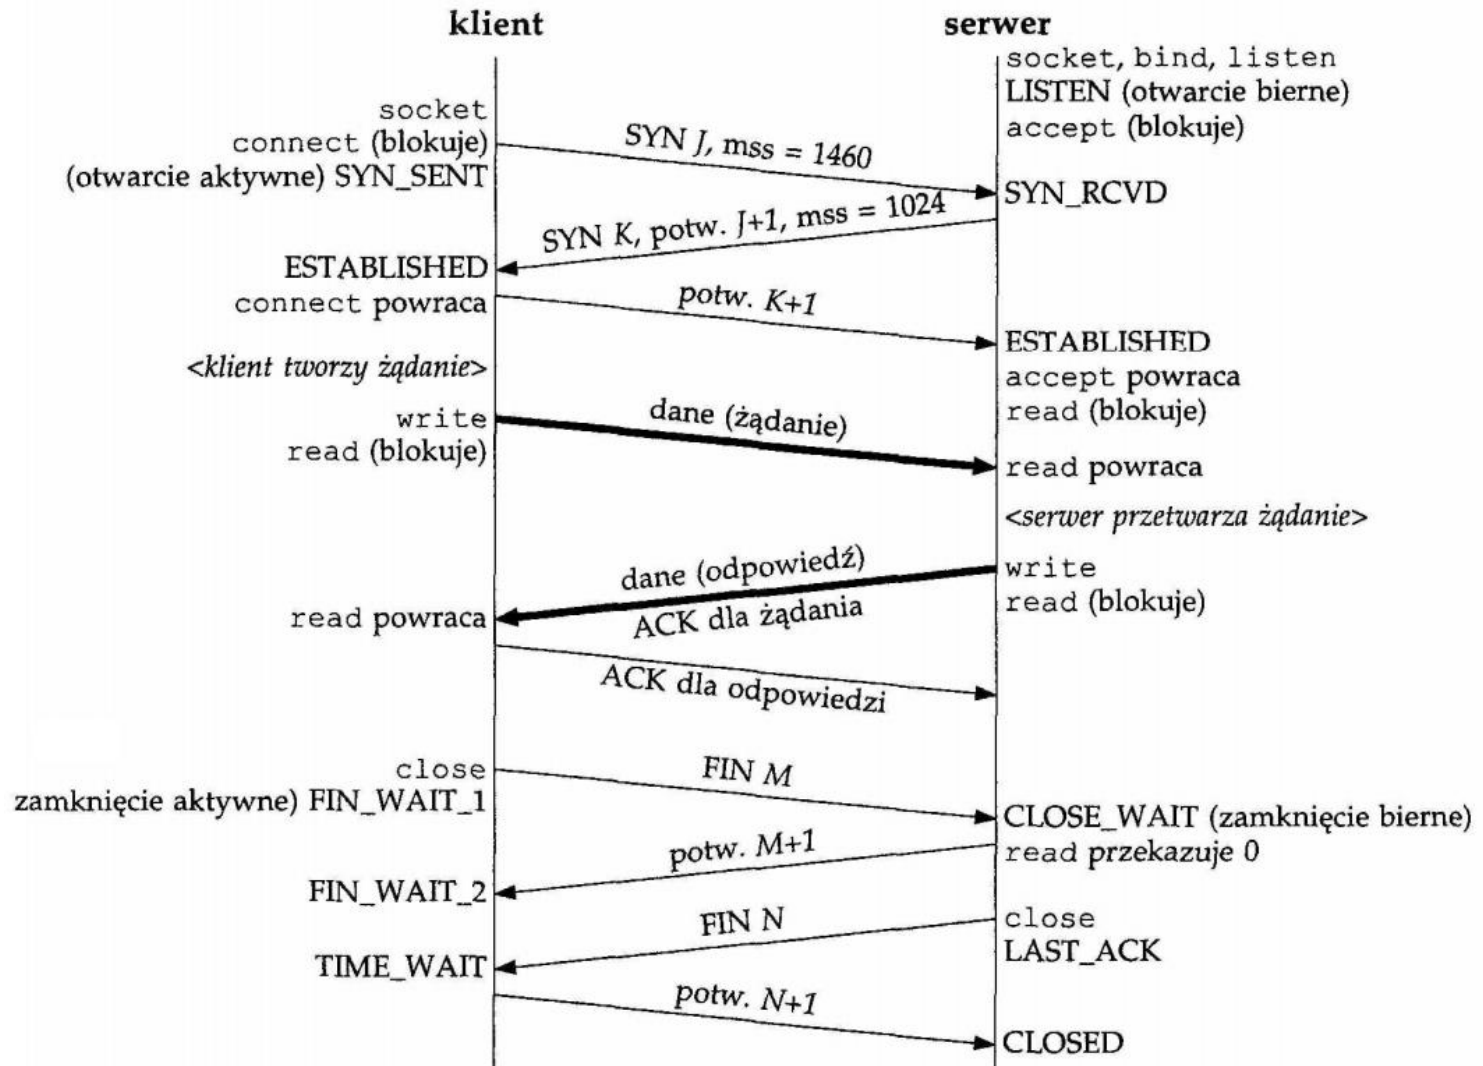 klient
serwer
socket, bind, listen
LISTEN (otwarcie bierne)
accept (blokuje)
socket
connect (blokuje)
(otwarcie aktywne) SYN_SENT
SYN J, mss = 1460
SYN_RCVD
SYN K, potw. J+1, mss = 1024
ESTABLISHED
connect powraca
potw. K+1
ESTABLISHED
accept powraca
read (blokuje)
<klient tworzy żądanie>
write
read (blokuje)
dane (żądanie)
read powraca
<serwer przetwarza żądanie>
write
read (blokuje)
dane (odpowiedź)
ACK dla żądania
read powraca
ACK dla odpowiedzi
close
zamknięcie aktywne) FIN_WAIT_1
FIN M
CLOSE_WAIT (zamknięcie bierne)
read przekazuje 0
potw. M+1
FIN_WAIT_2
close
LAST_ACK
FIN N
TIME_WAIT
potw. N+1
CLOSED